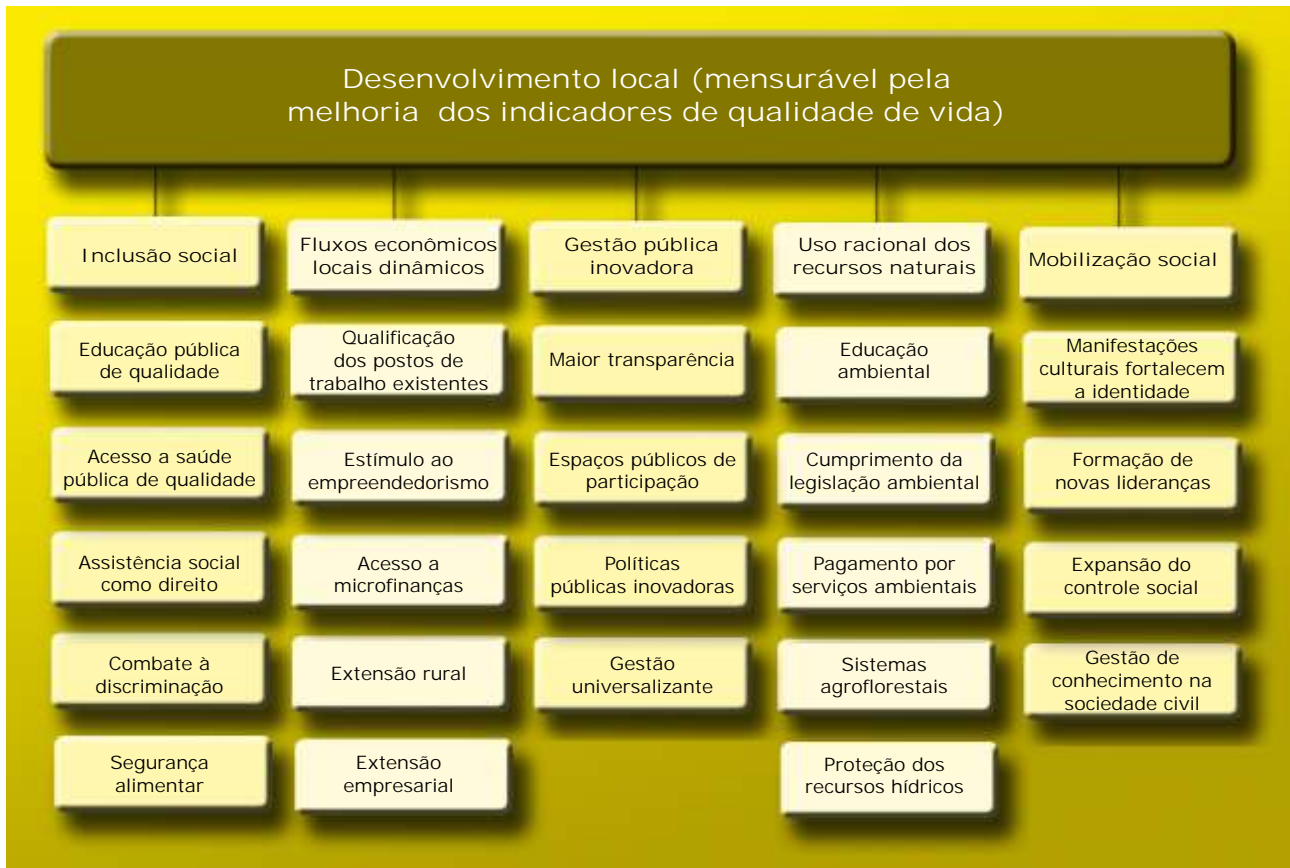 Desenvolvimento local (mensurável pela
melhoria dos indicadores de qualidade de vida)
Inclusão social
Educação pública
de qualidade
Acesso a saúde
pública de qualidade
Assistência social
como direito
Combate à
discriminação
Segurança
alimentar
Fluxos econômicos
locais dinâmicos
Qualificação
dos postos de
trabalho existentes
Estímulo ao
empreendedorismo
Acesso a
microfinanças
Extensão rural
Extensão
empresarial
Gestão pública
inovadora
Maior transparência
Espaços públicos de
participação
Políticas
públicas inovadoras
Gestão
universalizante
Uso racional dos
recursos naturais
Educação
ambiental
Cumprimento da
legislação ambiental
Pagamento por
serviços ambientais
Sistemas
agroflorestais
Proteção dos
recursos hídricos
Mobilização social
Manifestações
culturais fortalecem
a identidade
Formação de
novas lideranças
Expansão do
controle social
Gestão de
conhecimento na
sociedade civil